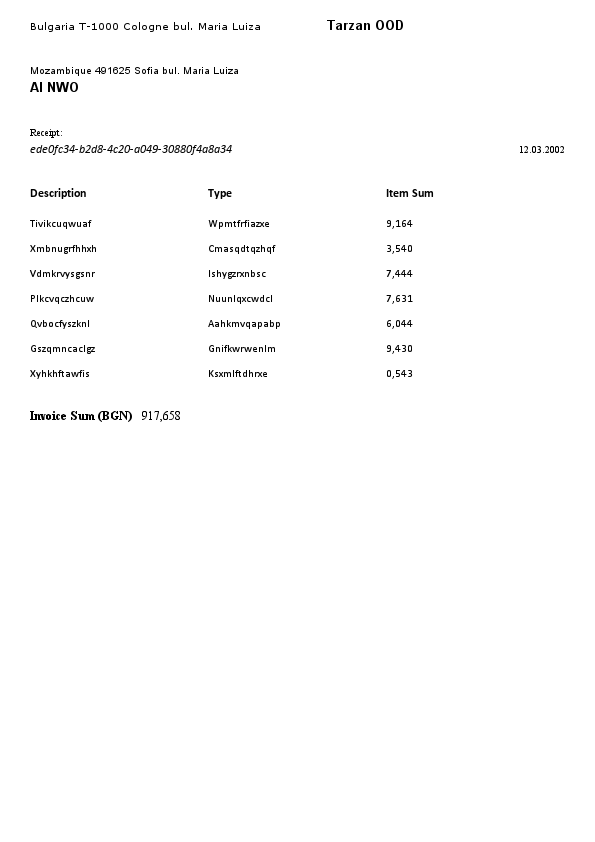 Bulgaria T-1000 Cologne bul. Maria Luiza Tarzan OOD
Mozambique 491625 Sofia bul. Maria Luiza
AI NWO
Receipt:
ede0fc34-b2d8-4c20-a049-30880f4a8a34 12.03.2002
Description Type Item Sum
Tivikcuqwuaf Wpmtfrfiazxe 9,164
Xmbnugrfhhxh Cmasqdtqzhqf 3,540
Vdmkrvysgsnr Ishygzrxnbsc 7,444
Plkcvqczhcuw Nuunlqxcwdcl 7,631
Qvbocfyszknl Aahkmvqapabp 6,044
Gszqmncaclgz Gnifkwrwenlm 9,430
Xyhkhftawfis Ksxmlftdhrxe 0,543
Invoice Sum (BGN) 917,658